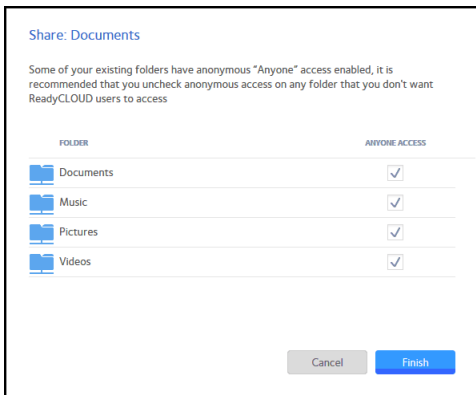 Share: Documents
Some of your existing folders have anonymous "Anyone" access enabled, it is
recommended that you uncheck anonymous access on any folder that you don't want
ReadyCLOUD users to access
FOLDER ANYONE ACCESS
Documents
Music
Pictures
Videos
Cancel Finish